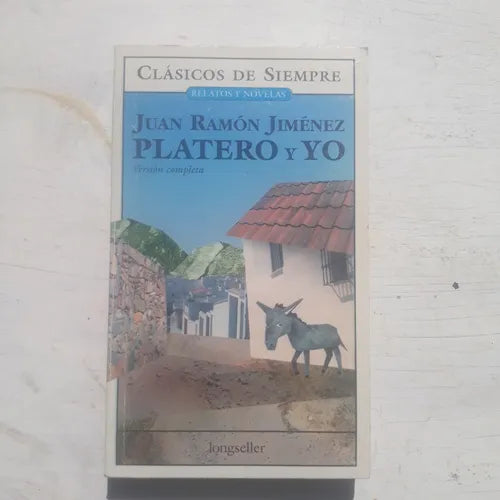 CLÁSICOS DE SIEMPRE
RELATOS Y NOVELAS
JUAN RAMÓN JIMÉNEZ
PLATERO Y YO
Versión completa
longseller